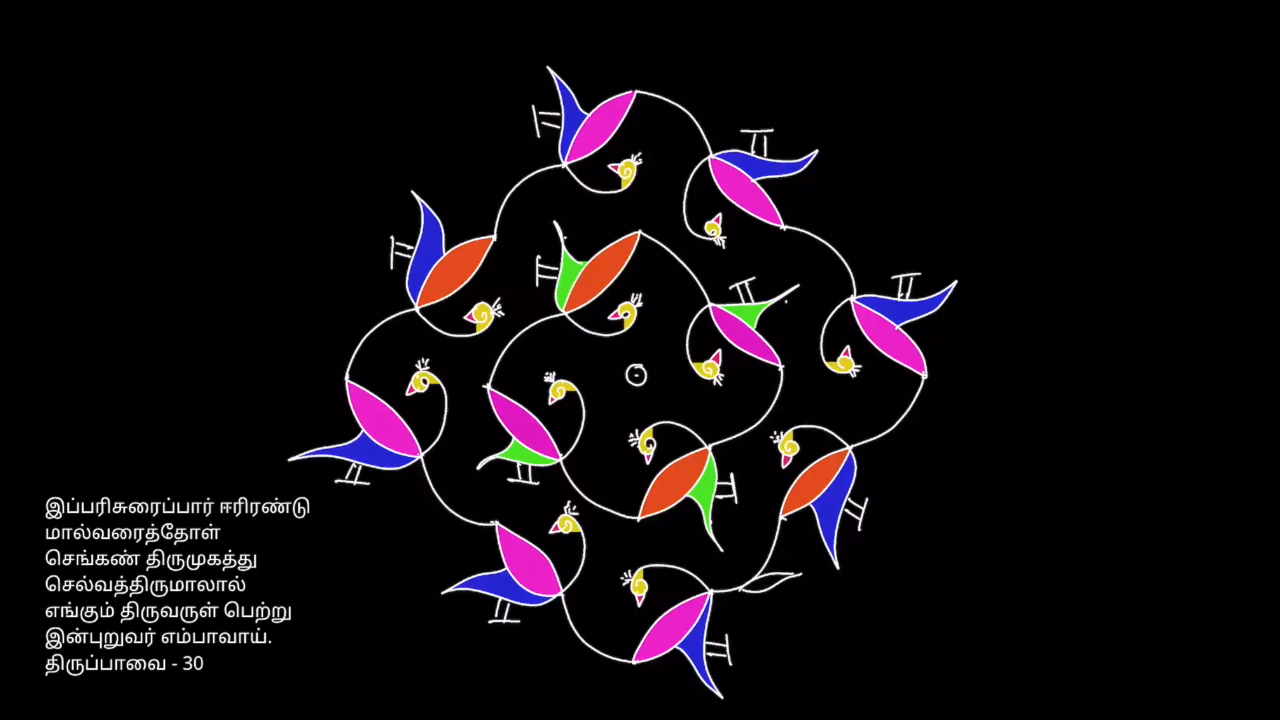 இப்பரிசுரைப்பார் ஈரிரண்டு
மால்வரைத்தோள்
செங்கண் திருமுகத்து
செல்வத்திருமாலால்
எங்கும் திருவருள் பெற்று
இன்புறுவர் எம்பாவாய்.
திருப்பாவை - 30